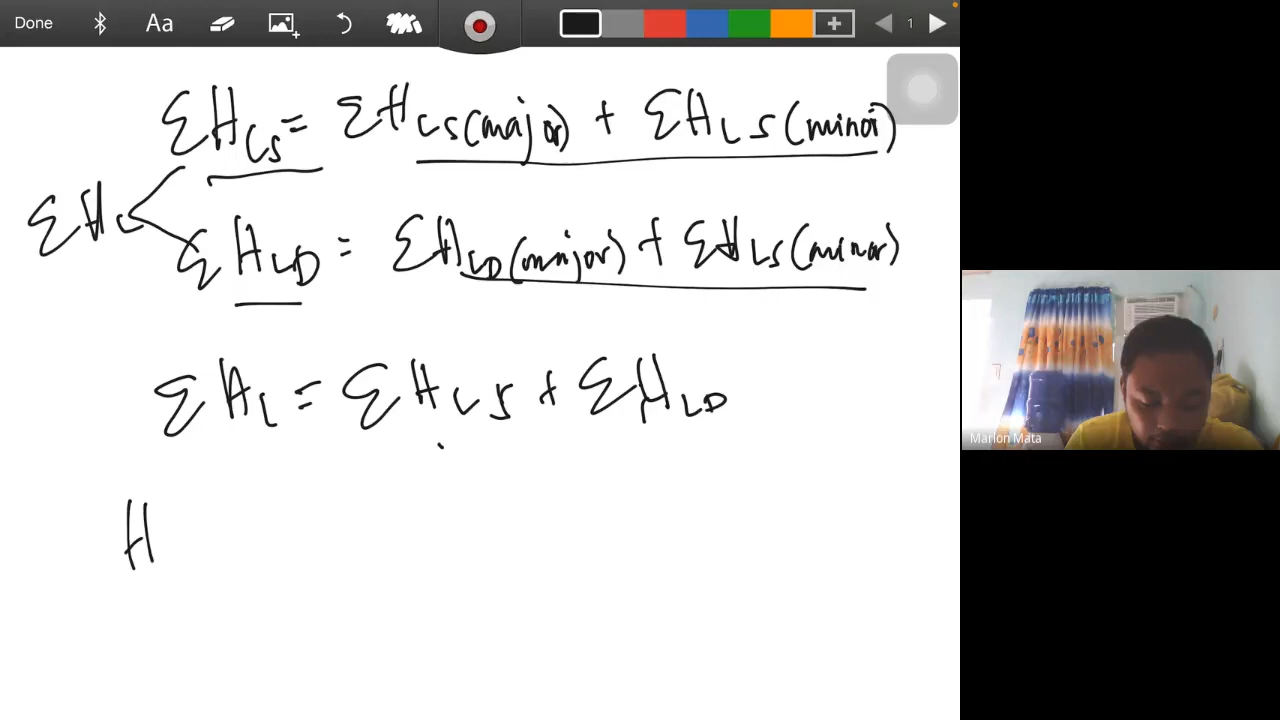 Done Aa 1
ΣH_LS = ΣH_LS(major) + ΣH_LS(minor)
ΣH_L
ΣH_LD = ΣH_LD(major) + ΣH_LS(minor)
ΣH_L = ΣH_LS + ΣH_LD
H
Marlon Mata